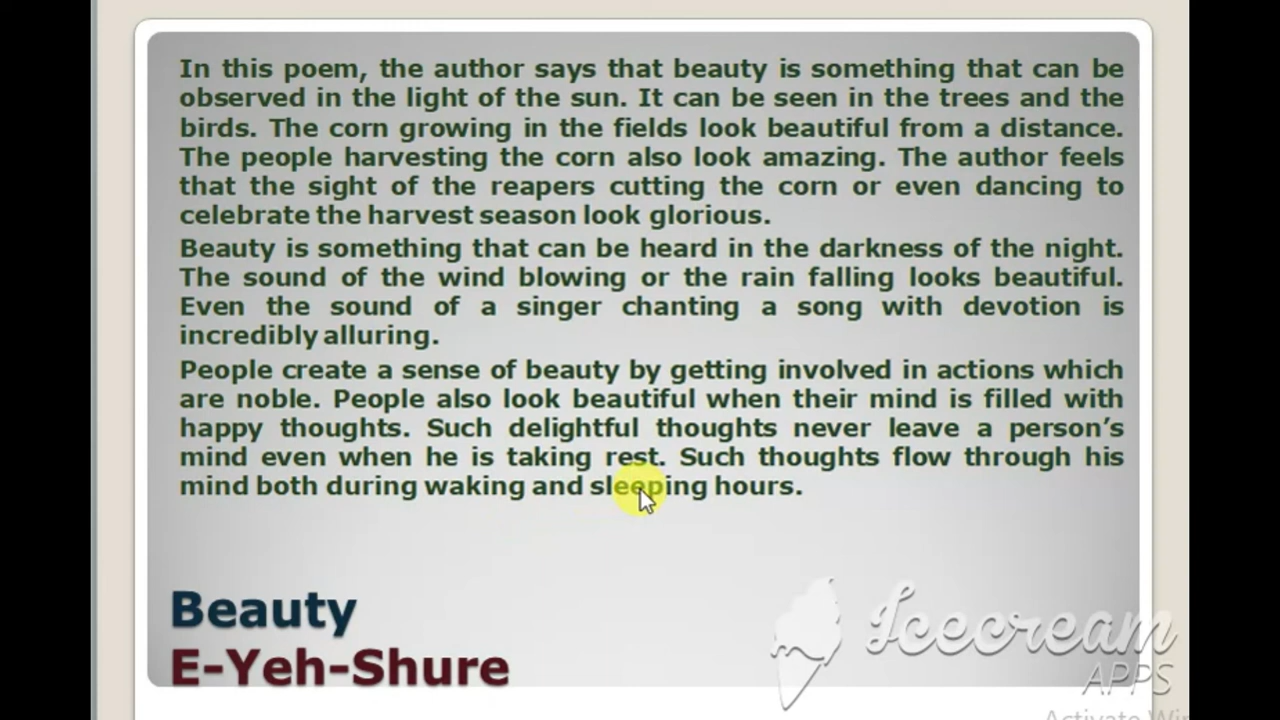 In this poem, the author says that beauty is something that can be
observed in the light of the sun. It can be seen in the trees and the
birds. The corn growing in the fields look beautiful from a distance.
The people harvesting the corn also look amazing. The author feels
that the sight of the reapers cutting the corn or even dancing to
celebrate the harvest season look glorious.
Beauty is something that can be heard in the darkness of the night.
The sound of the wind blowing or the rain falling looks beautiful.
Even the sound of a singer chanting a song with devotion is
incredibly alluring.
People create a sense of beauty by getting involved in actions which
are noble. People also look beautiful when their mind is filled with
happy thoughts. Such delightful thoughts never leave a person's
mind even when he is taking rest. Such thoughts flow through his
mind both during waking and sleeping hours.
Beauty
E-Yeh-Shure
Icecream
APPS
Activate Wi